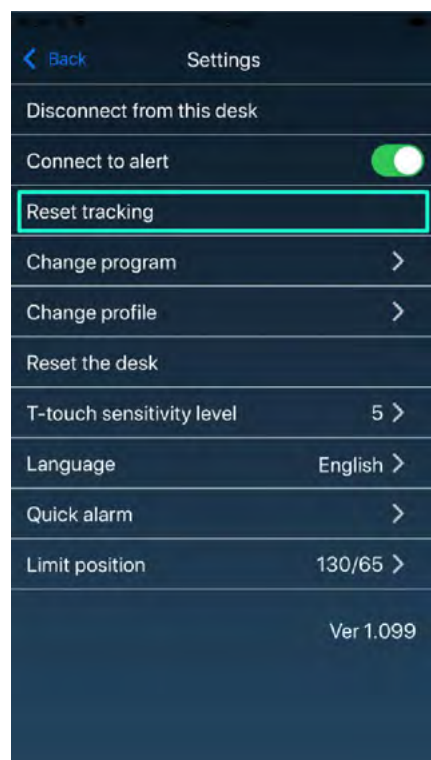 Back
Settings
Disconnect from this desk
Connect to alert
Reset tracking
Change program
Change profile
Reset the desk
T-touch sensitivity level 5
Language English
Quick alarm
Limit position 130/65
Ver 1.099